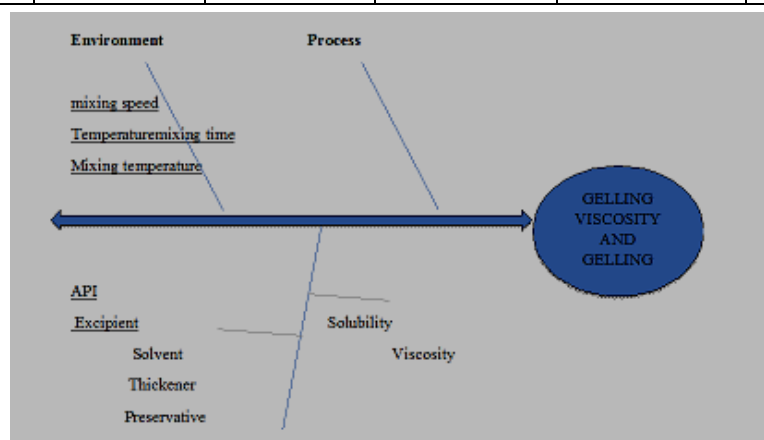 Environment
Process
mixing speed
Temperaturemixing time
Mixing temperature
GELLING
VISCOSITY
AND
GELLING
API
Excipient
Solubility
Solvent
Viscosity
Thickener
Preservative